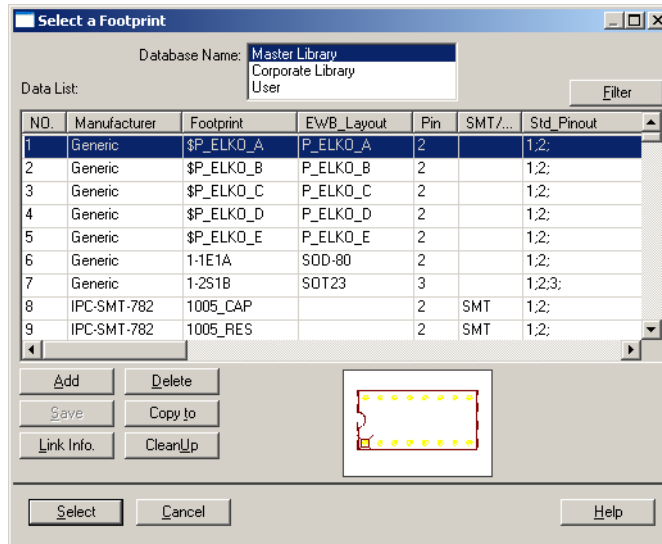 Select a Footprint
Database Name: Master Library
Corporate Library
User
Data List:
Filter
NO. Manufacturer Footprint EWB_Layout Pin SMT/... Std_Pinout
1 Generic $P_ELKO_A P_ELKO_A 2 1;2;
2 Generic $P_ELKO_B P_ELKO_B 2 1;2;
3 Generic $P_ELKO_C P_ELKO_C 2 1;2;
4 Generic $P_ELKO_D P_ELKO_D 2 1;2;
5 Generic $P_ELKO_E P_ELKO_E 2 1;2;
6 Generic 1-1E1A SOD-80 2 1;2;
7 Generic 1-2S1B SOT23 3 1;2;3;
8 IPC-SMT-782 1005_CAP 2 SMT 1;2;
9 IPC-SMT-782 1005_RES 2 SMT 1;2;
Add Delete
Save Copy to
Link Info. CleanUp
Select Cancel Help